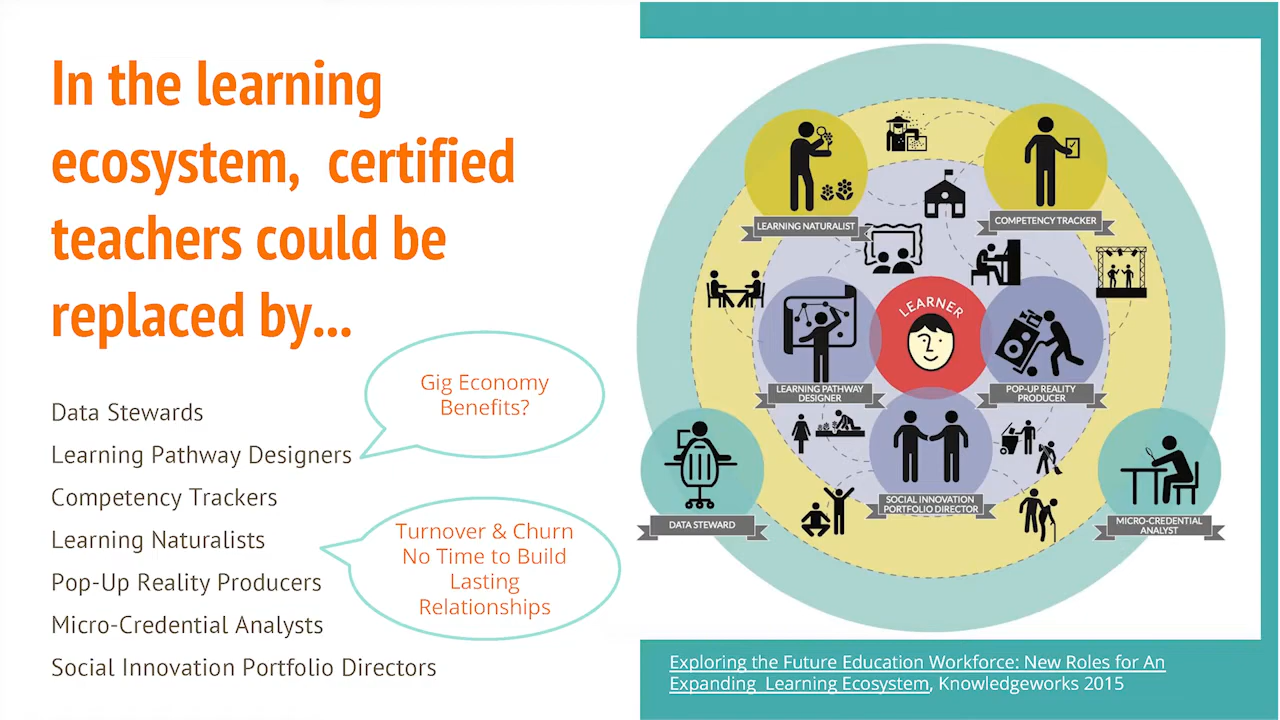 In the learning
ecosystem,  certified
teachers could be
replaced by...
Gig Economy
Benefits?
Data Stewards
Learning Pathway Designers
Competency Trackers
Learning Naturalists
Pop-Up Reality Producers
Micro-Credential Analysts
Social Innovation Portfolio Directors
Turnover & Churn
No Time to Build
Lasting
Relationships
LEARNING NATURALIST
COMPETENCY TRACKER
LEARNER
LEARNING PATHWAY
DESIGNER
POP-UP REALITY
PRODUCER
SOCIAL INNOVATION
PORTFOLIO DIRECTOR
DATA STEWARD
MICRO-CREDENTIAL
ANALYST
Exploring the Future Education Workforce: New Roles for An
Expanding  Learning Ecosystem, Knowledgeworks 2015